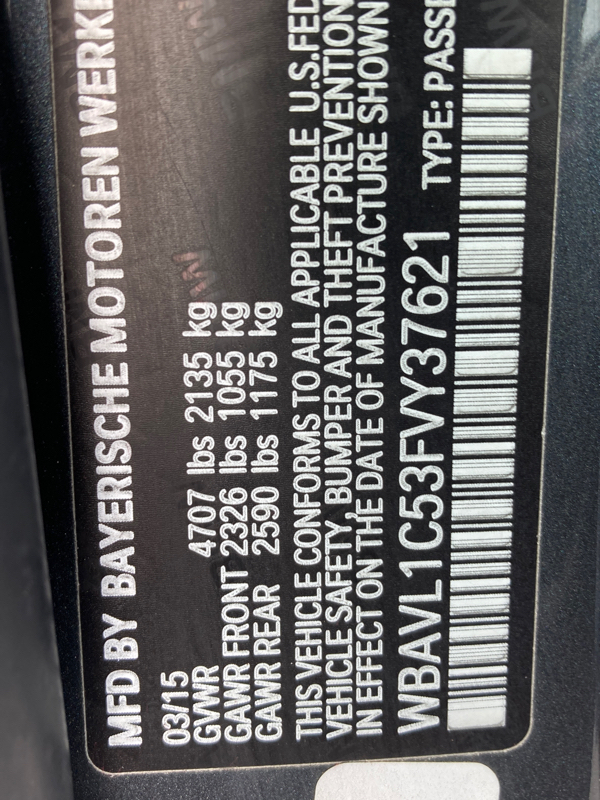 MFD BY BAYERISCHE MOTOREN WERKE
03/15
GVWR 4707 lbs 2135 kg
GAWR FRONT 2326 lbs 1055 kg
GAWR REAR 2590 lbs 1175 kg
THIS VEHICLE CONFORMS TO ALL APPLICABLE U.S.FED
VEHICLE SAFETY, BUMPER AND THEFT PREVENTION
IN EFFECT ON THE DATE OF MANUFACTURE SHOWN
WBAVL1C53FVY37621 TYPE: PASSE